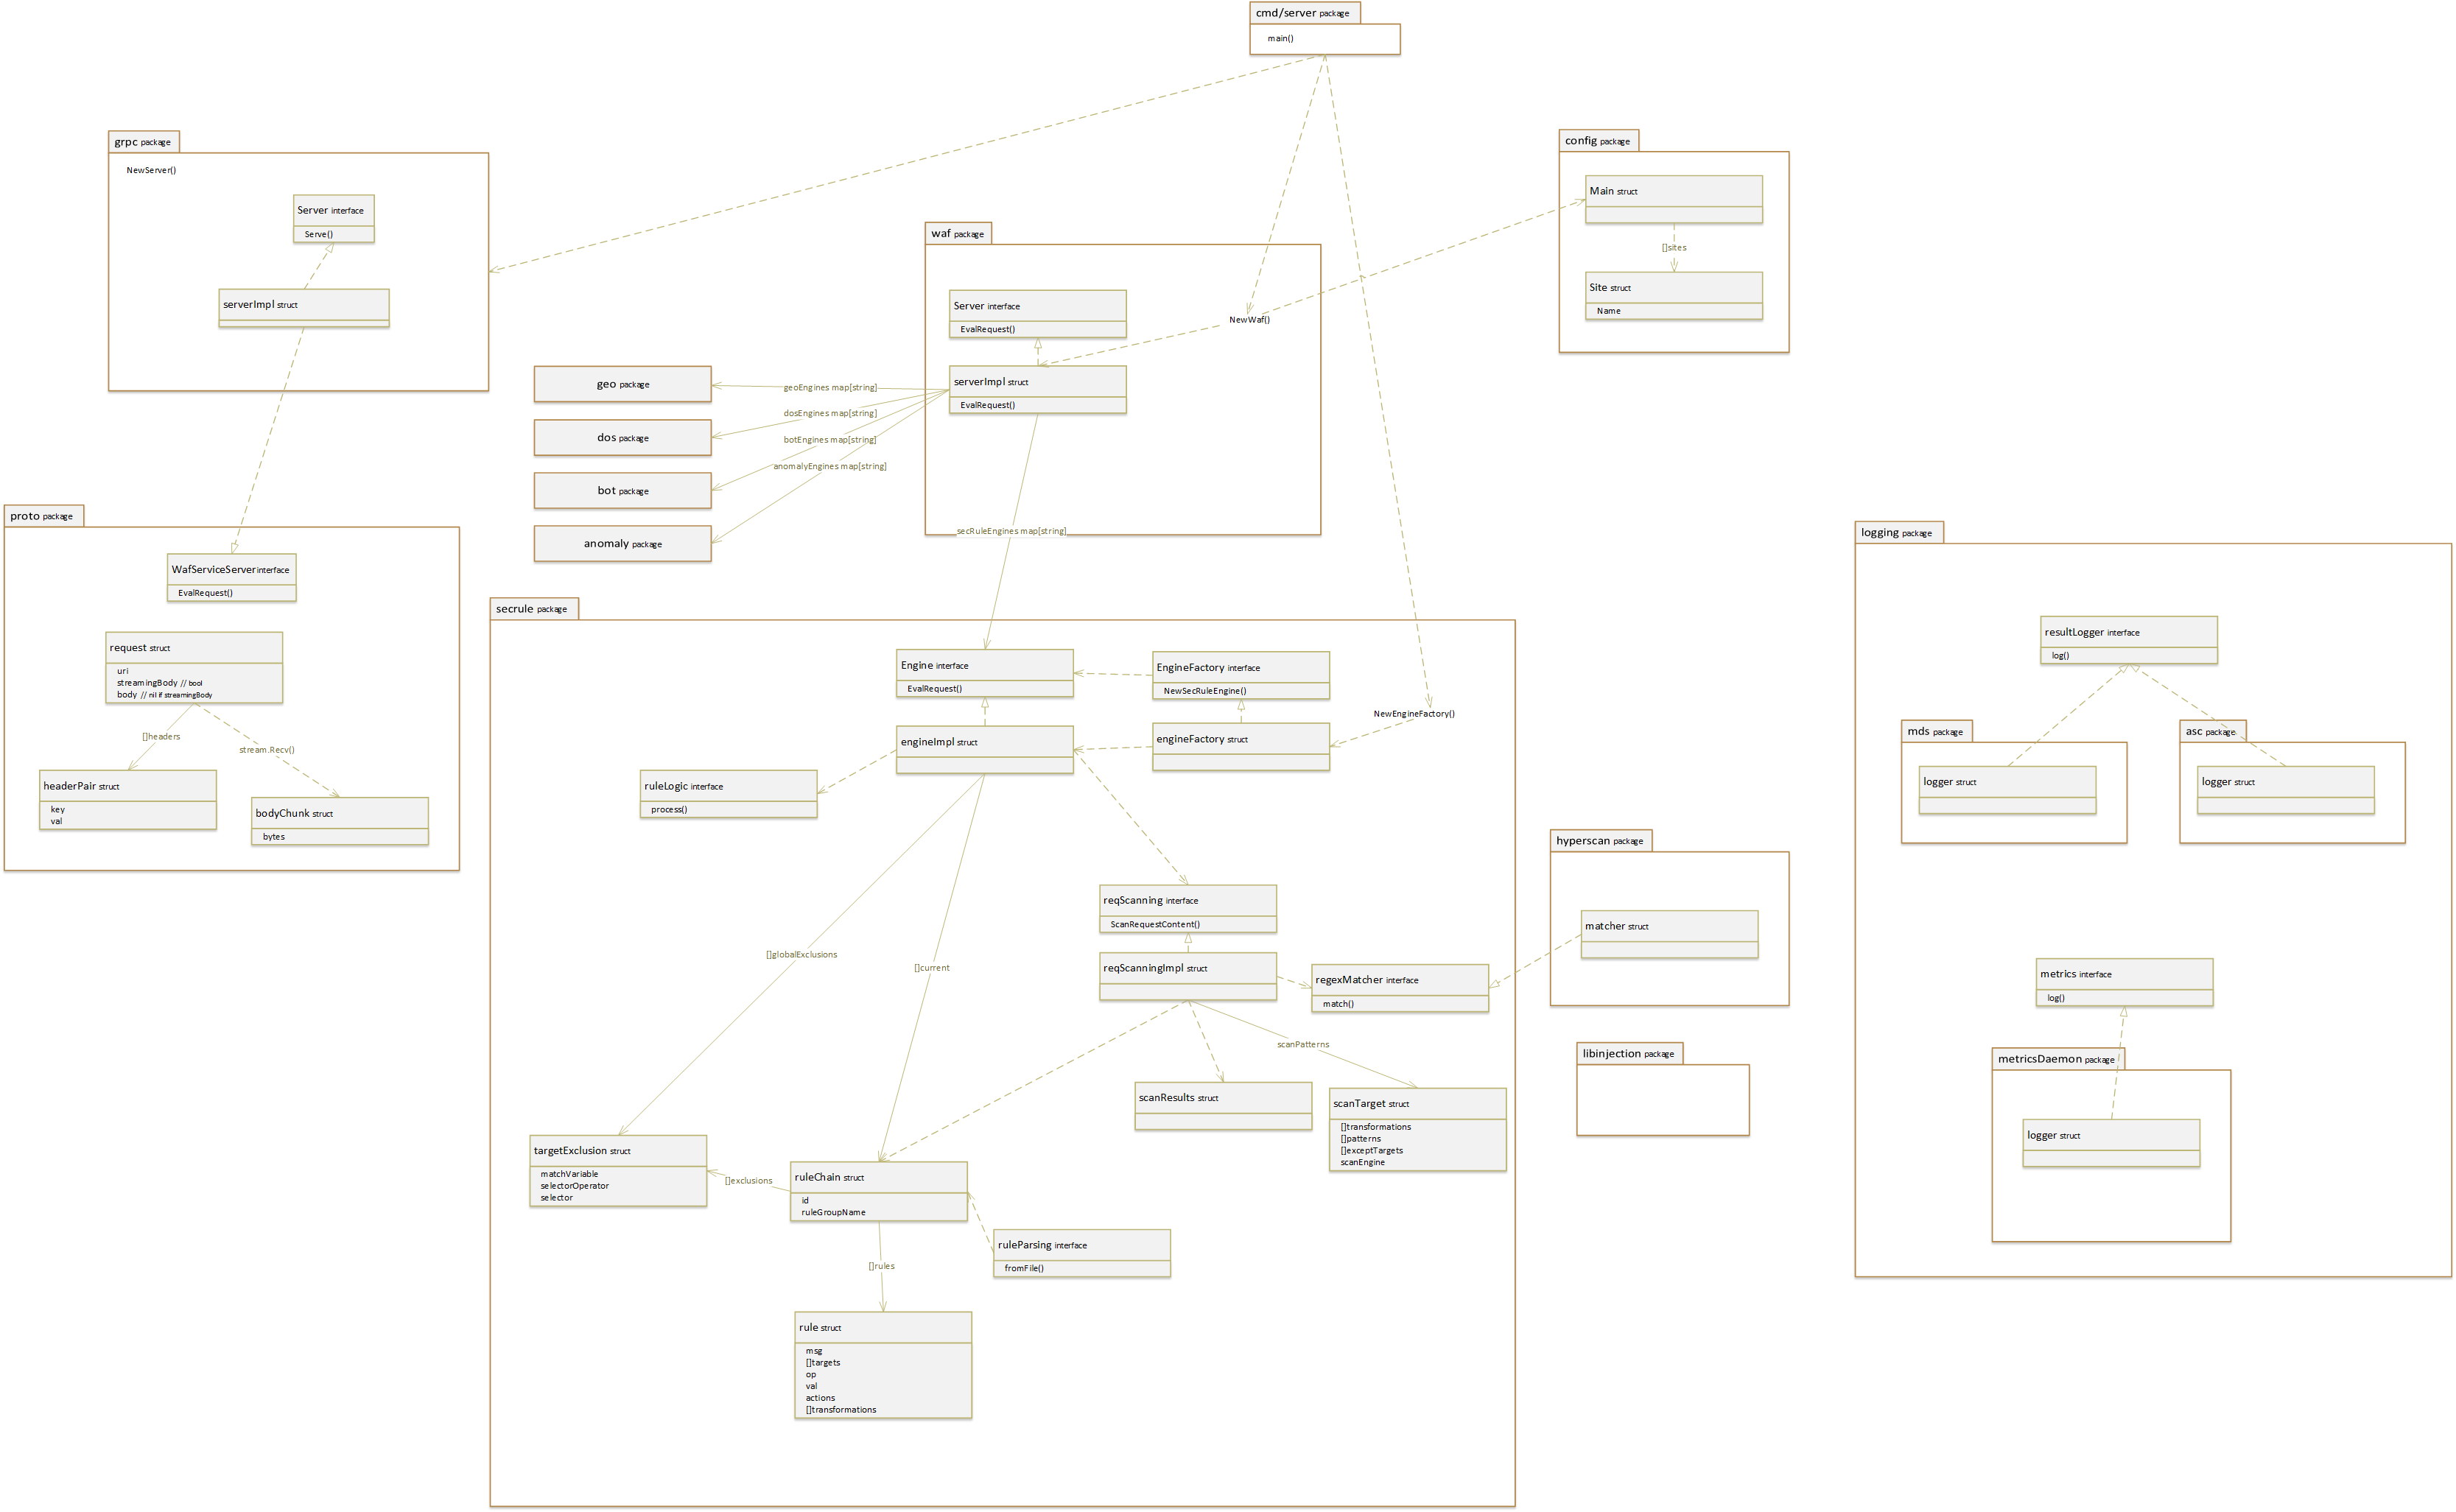 cmd/server package
main()
grpc package
NewServer()
Server interface
Serve()
serverImpl struct
config package
Main struct
[]sites
Site struct
Name
waf package
Server interface
EvalRequest()
NewWaf()
serverImpl struct
EvalRequest()
geo package
dos package
bot package
anomaly package
geoEngines map[string]
dosEngines map[string]
botEngines map[string]
anomalyEngines map[string]
secRuleEngines map[string]
proto package
WafServiceServer interface
EvalRequest()
request struct
uri
streamingBody // bool
body // nil if streamingBody
[]headers
stream.Recv()
headerPair struct
key
val
bodyChunk struct
bytes
secrule package
Engine interface
EvalRequest()
EngineFactory interface
NewSecRuleEngine()
NewEngineFactory()
engineImpl struct
engineFactory struct
ruleLogic interface
process()
reqScanning interface
ScanRequestContent()
[]globalExclusions
[]current
reqScanningImpl struct
regexMatcher interface
match()
scanPatterns
scanResults struct
scanTarget struct
[]transformations
[]patterns
[]exceptTargets
scanEngine
targetExclusion struct
matchVariable
selectorOperator
selector
[]exclusions
ruleChain struct
id
ruleGroupName
ruleParsing interface
fromFile()
[]rules
rule struct
msg
[]targets
op
val
actions
[]transformations
hyperscan package
matcher struct
libinjection package
logging package
resultLogger interface
log()
mds package
logger struct
asc package
logger struct
metrics interface
log()
metricsDaemon package
logger struct